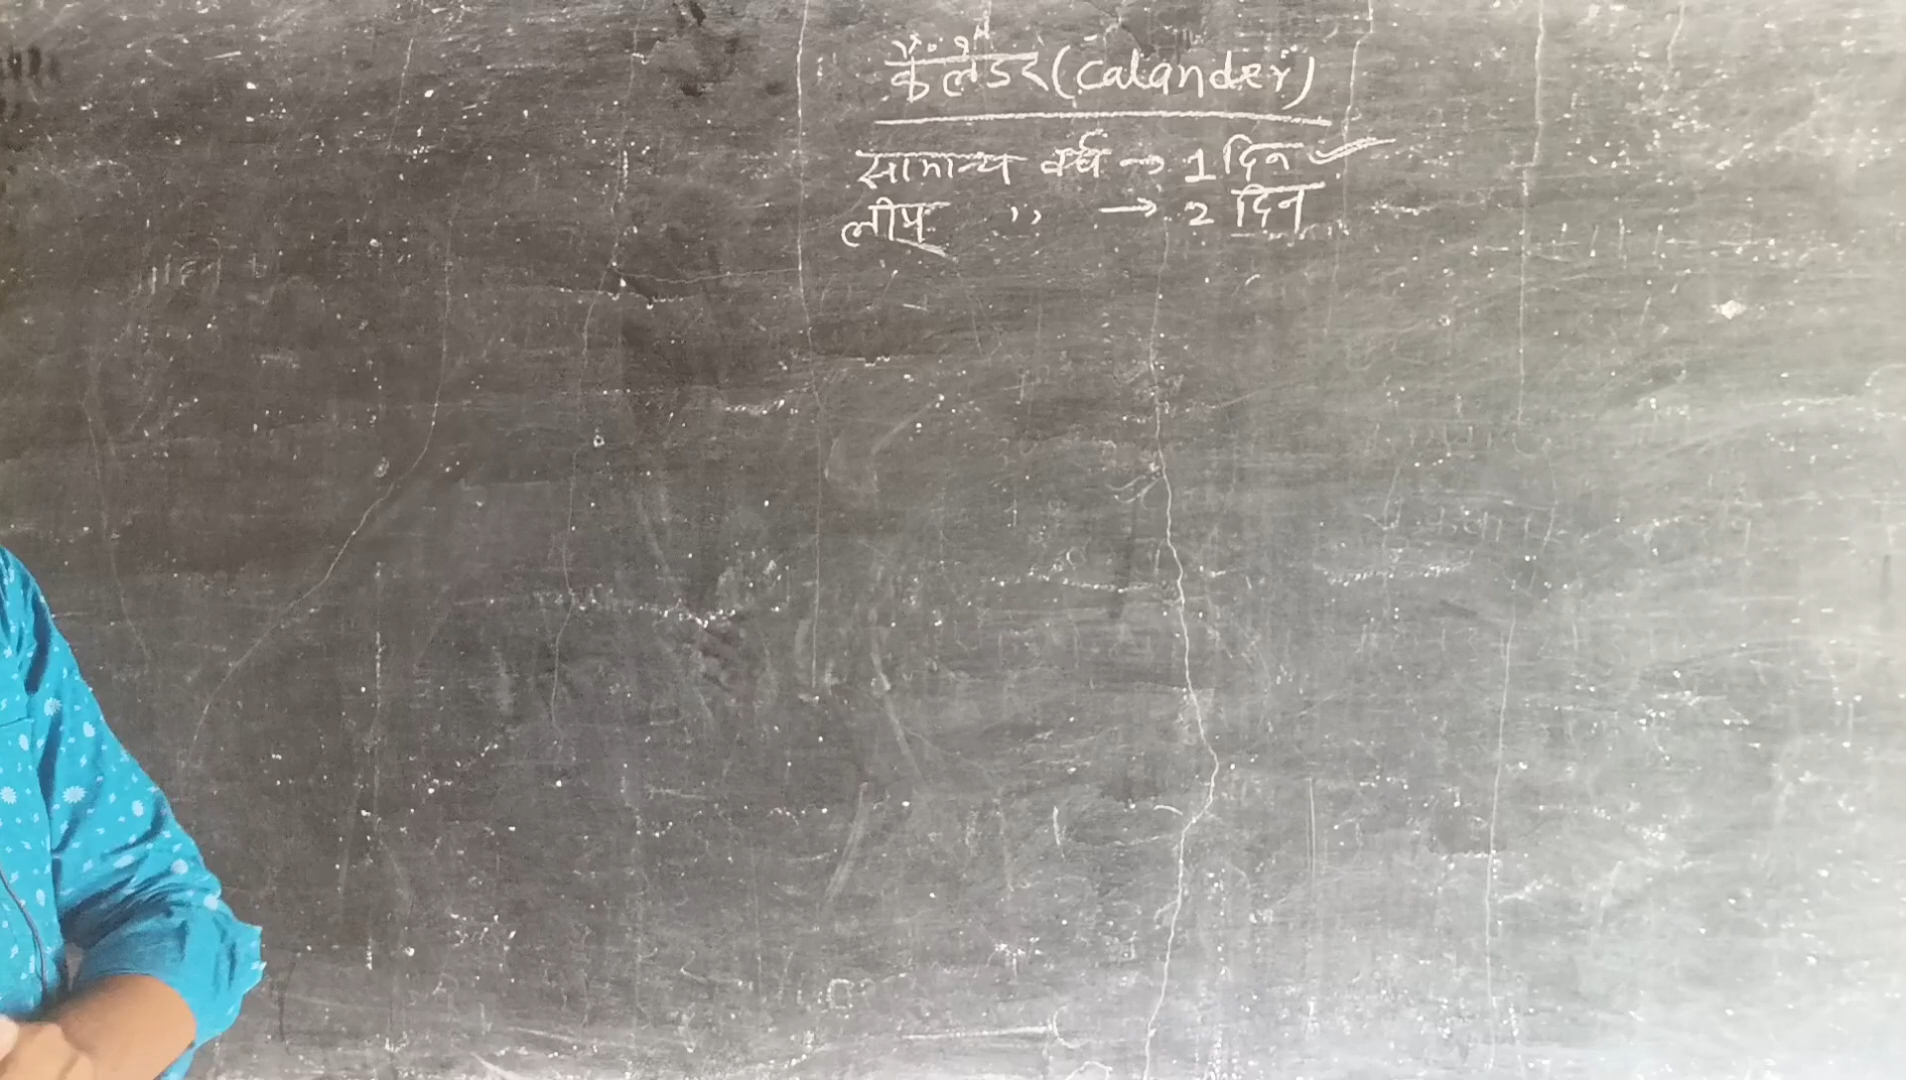 कैलेंडर (Calander)
सामान्य वर्ष → 1 दिन ✓
लीप " → 2 दिन